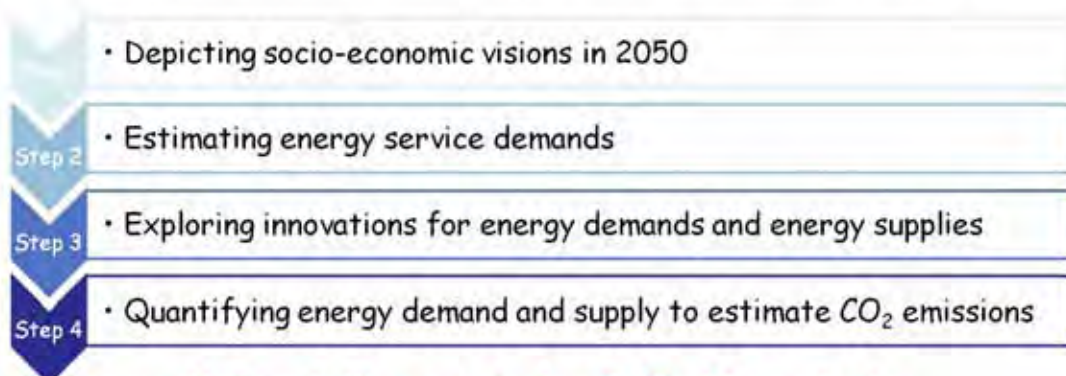 • Depicting socio-economic visions in 2050
Step 2 • Estimating energy service demands
Step 3 • Exploring innovations for energy demands and energy supplies
Step 4 • Quantifying energy demand and supply to estimate CO₂ emissions